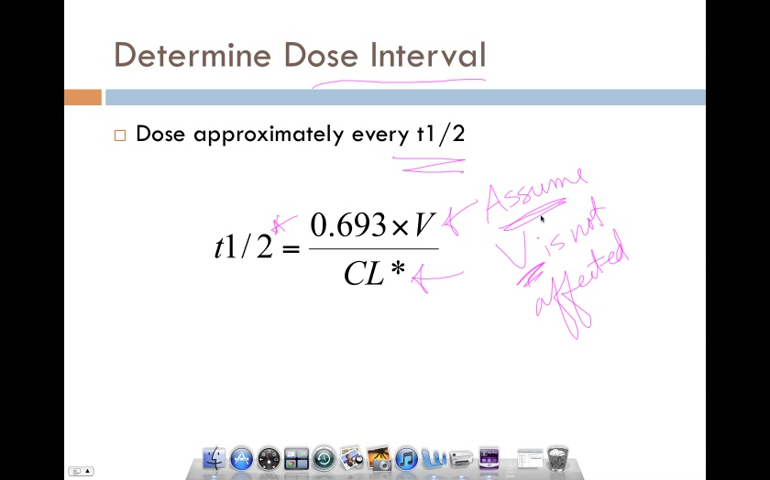 Determine Dose Interval
Dose approximately every t1/2
t1/2* = 0.693×V
CL*
Assume
V is not
affected